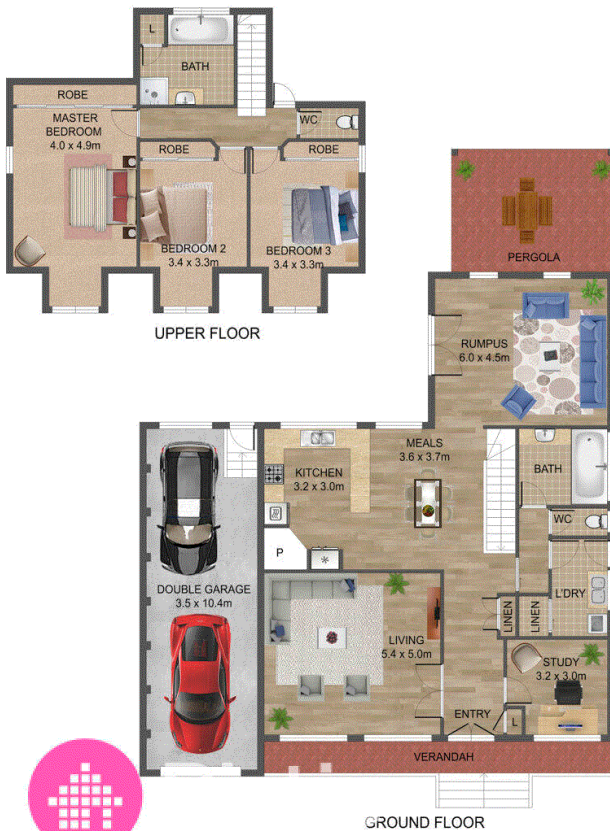 L
BATH
ROBE
MASTER
BEDROOM
4.0 x 4.9m
WC
ROBE
ROBE
BEDROOM 2
3.4 x 3.3m
BEDROOM 3
3.4 x 3.3m
UPPER FLOOR
PERGOLA
RUMPUS
6.0 x 4.5m
MEALS
3.6 x 3.7m
KITCHEN
3.2 x 3.0m
BATH
WC
P
L'DRY
DOUBLE GARAGE
3.5 x 10.4m
LINEN
LINEN
LIVING
5.4 x 5.0m
STUDY
3.2 x 3.0m
ENTRY
L
VERANDAH
GROUND FLOOR